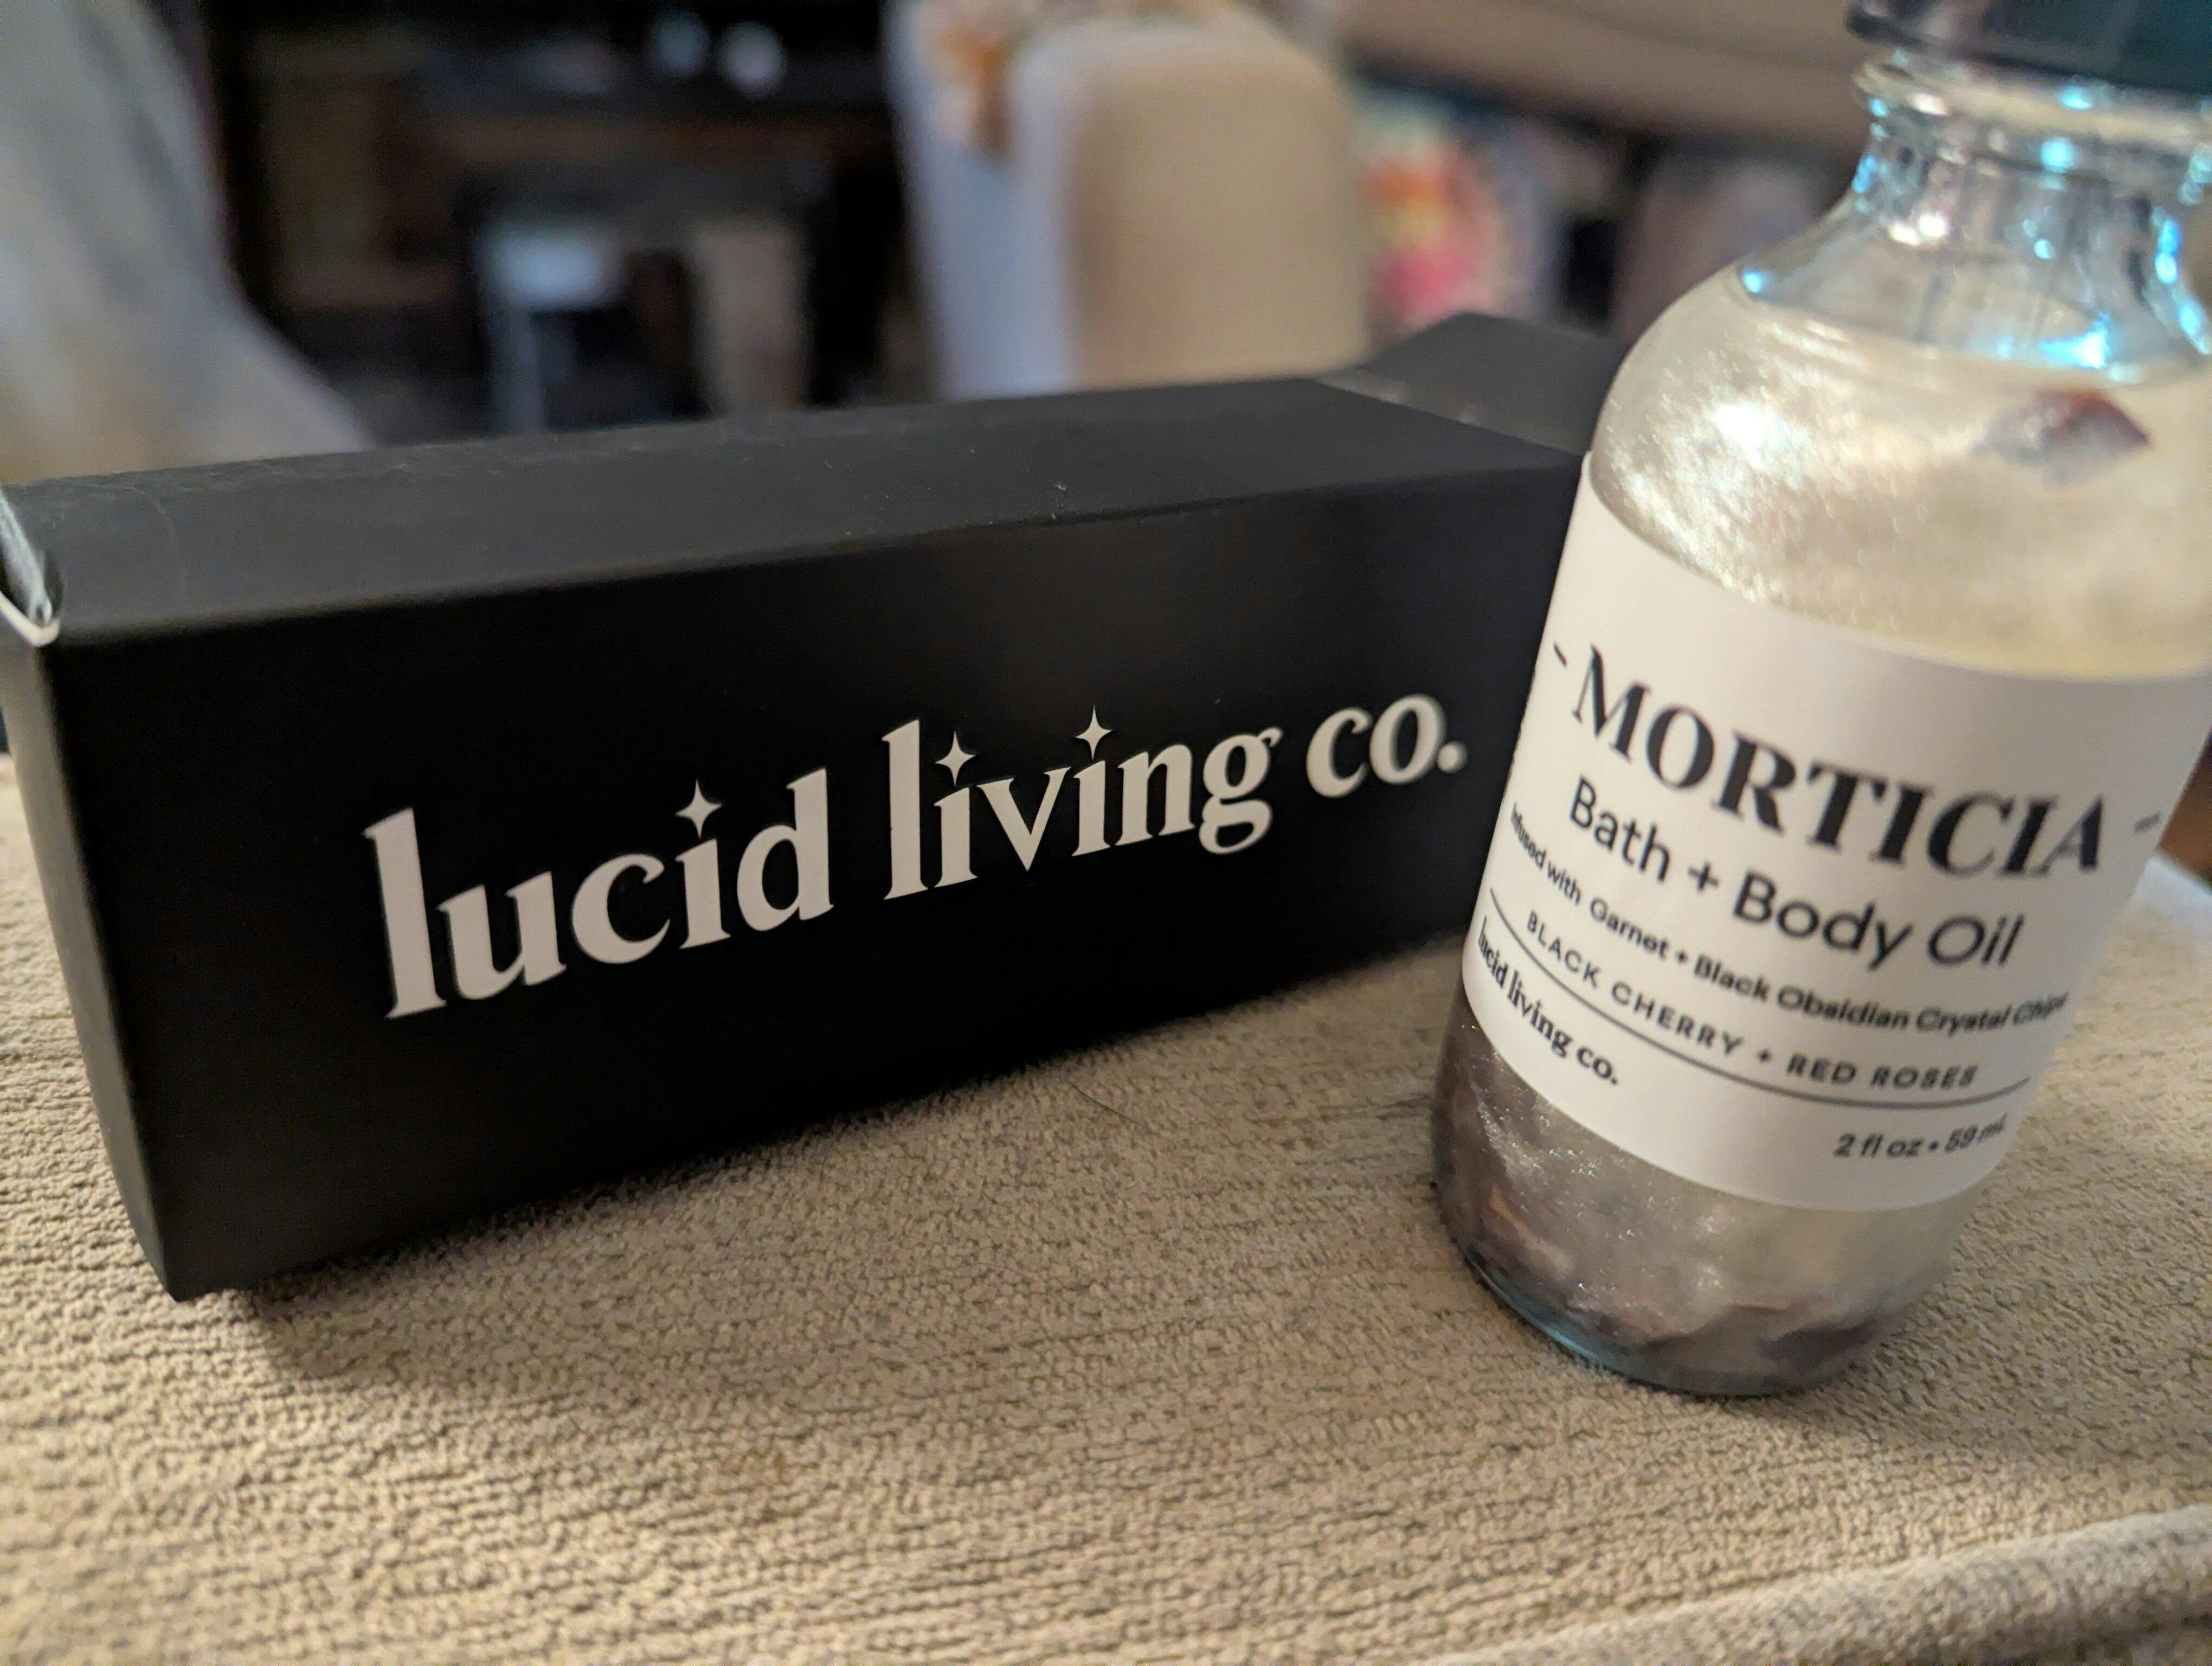 lucid living co.
- MORTICIA -
Bath + Body Oil
Infused with Garnet + Black Obsidian Crystal Chips
BLACK CHERRY + RED ROSES
lucid living co.
2 fl oz • 59 mL